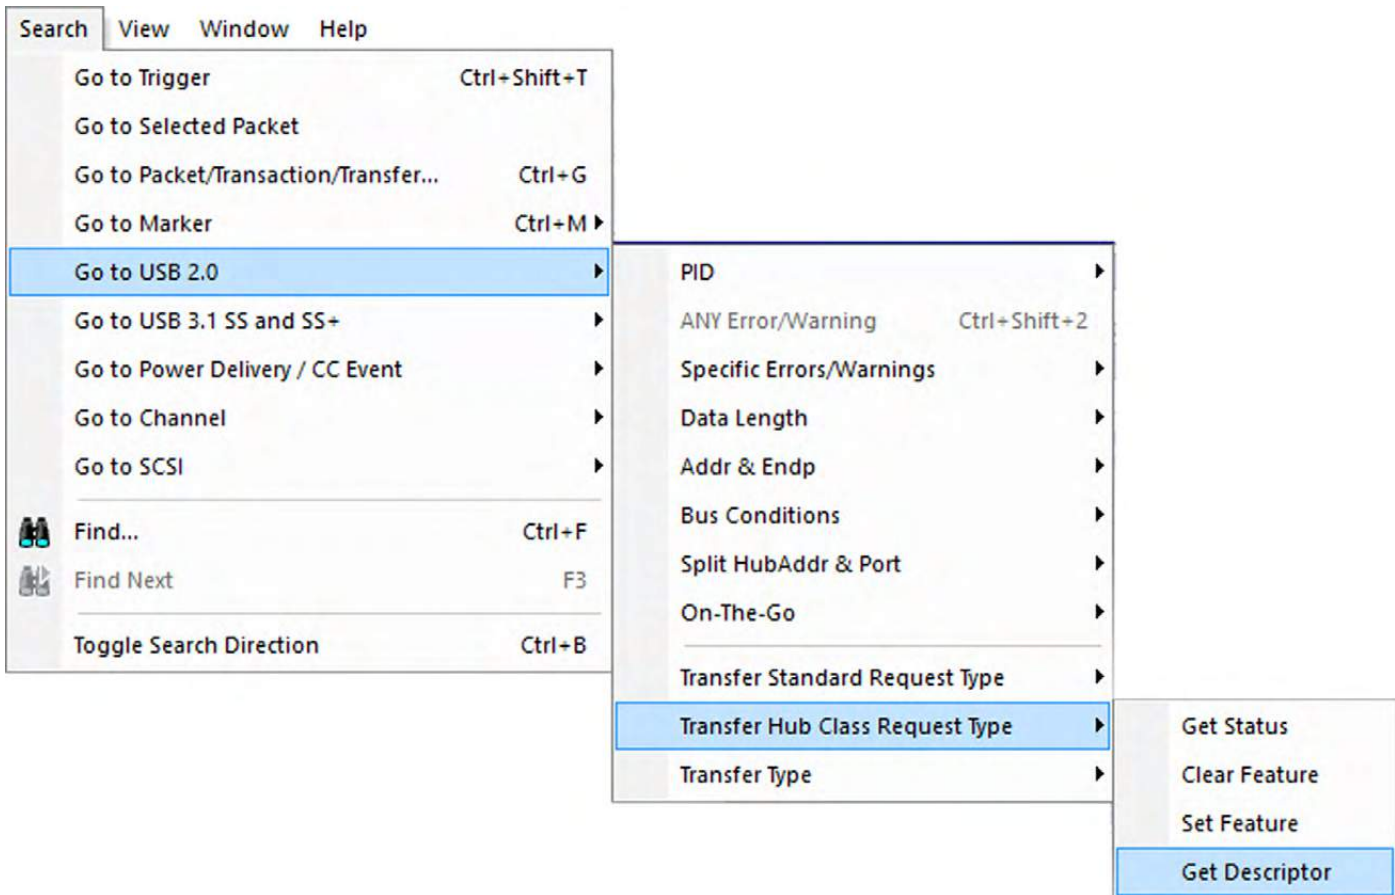 Search View Window Help
Go to Trigger Ctrl+Shift+T
Go to Selected Packet
Go to Packet/Transaction/Transfer... Ctrl+G
Go to Marker Ctrl+M
Go to USB 2.0
Go to USB 3.1 SS and SS+
Go to Power Delivery / CC Event
Go to Channel
Go to SCSI
Find... Ctrl+F
Find Next F3
Toggle Search Direction Ctrl+B
PID
ANY Error/Warning Ctrl+Shift+2
Specific Errors/Warnings
Data Length
Addr & Endp
Bus Conditions
Split HubAddr & Port
On-The-Go
Transfer Standard Request Type
Transfer Hub Class Request Type
Transfer Type
Get Status
Clear Feature
Set Feature
Get Descriptor